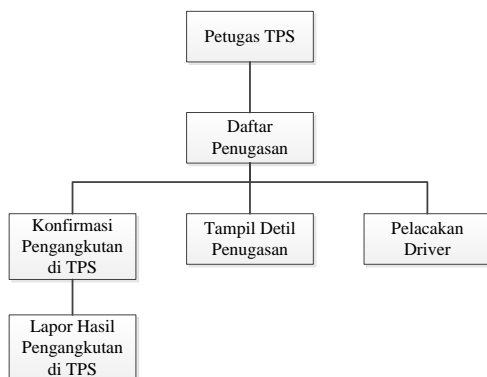 Petugas TPS
Daftar
Penugasan
Konfirmasi
Pengangkutan
di TPS
Tampil Detil
Penugasan
Pelacakan
Driver
Lapor Hasil
Pengangkutan
di TPS